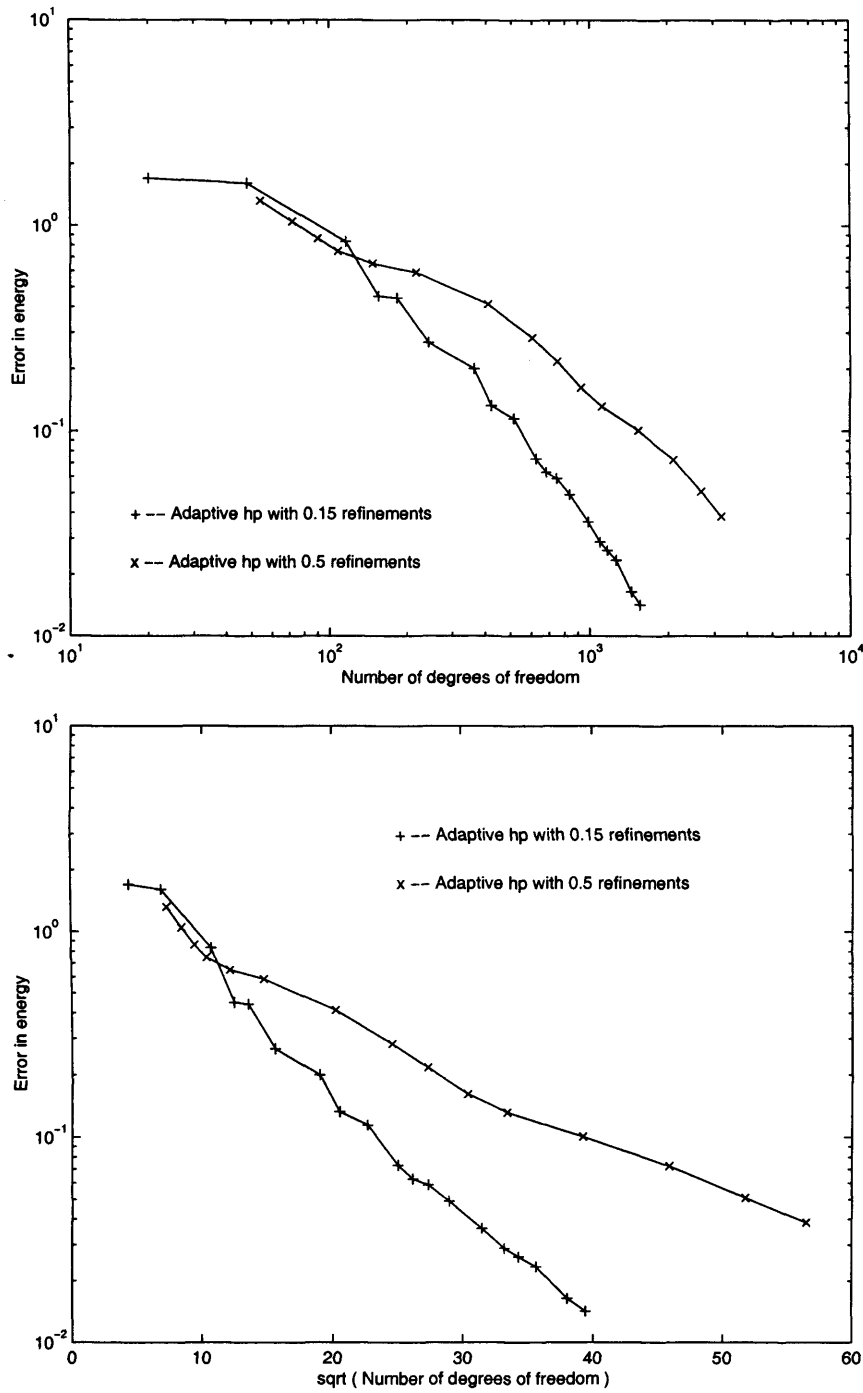 10^1
10^0
10^-1
10^-2
Error in energy
+ -- Adaptive hp with 0.15 refinements
x -- Adaptive hp with 0.5 refinements
10^1 10^2 10^3 10^4
Number of degrees of freedom
10^1
10^0
10^-1
10^-2
Error in energy
+ -- Adaptive hp with 0.15 refinements
x -- Adaptive hp with 0.5 refinements
0 10 20 30 40 50 60
sqrt ( Number of degrees of freedom )